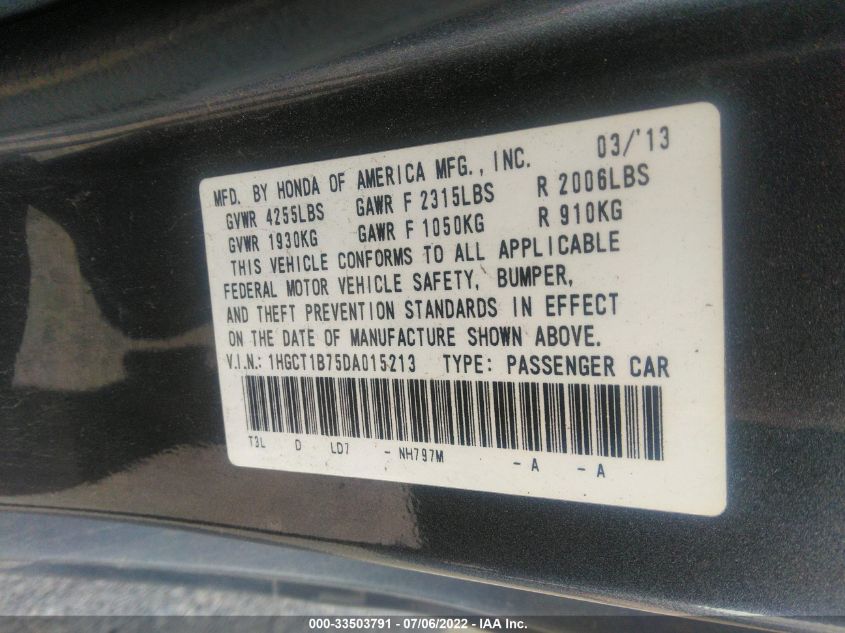 MFD. BY HONDA OF AMERICA MFG., INC. 03/'13
GVWR 4255LBS GAWR F 2315LBS R 2006LBS
GVWR 1930KG GAWR F 1050KG R 910KG
THIS VEHICLE CONFORMS TO ALL APPLICABLE
FEDERAL MOTOR VEHICLE SAFETY, BUMPER,
AND THEFT PREVENTION STANDARDS IN EFFECT
ON THE DATE OF MANUFACTURE SHOWN ABOVE.
V.I.N.: 1HGCT1B75DA015213 TYPE: PASSENGER CAR
T3L D LD7 - NH797M - A - A
000-33503791 - 07/06/2022 - IAA Inc.